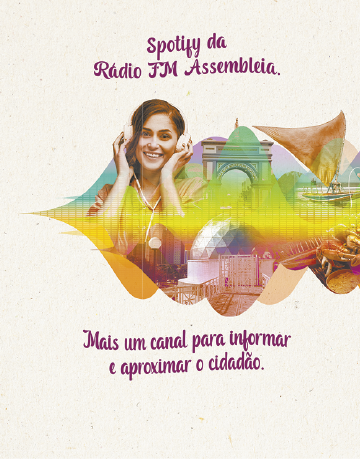 Spotify da
Rádio FM Assembleia.
Mais um canal para informar
e aproximar o cidadão.